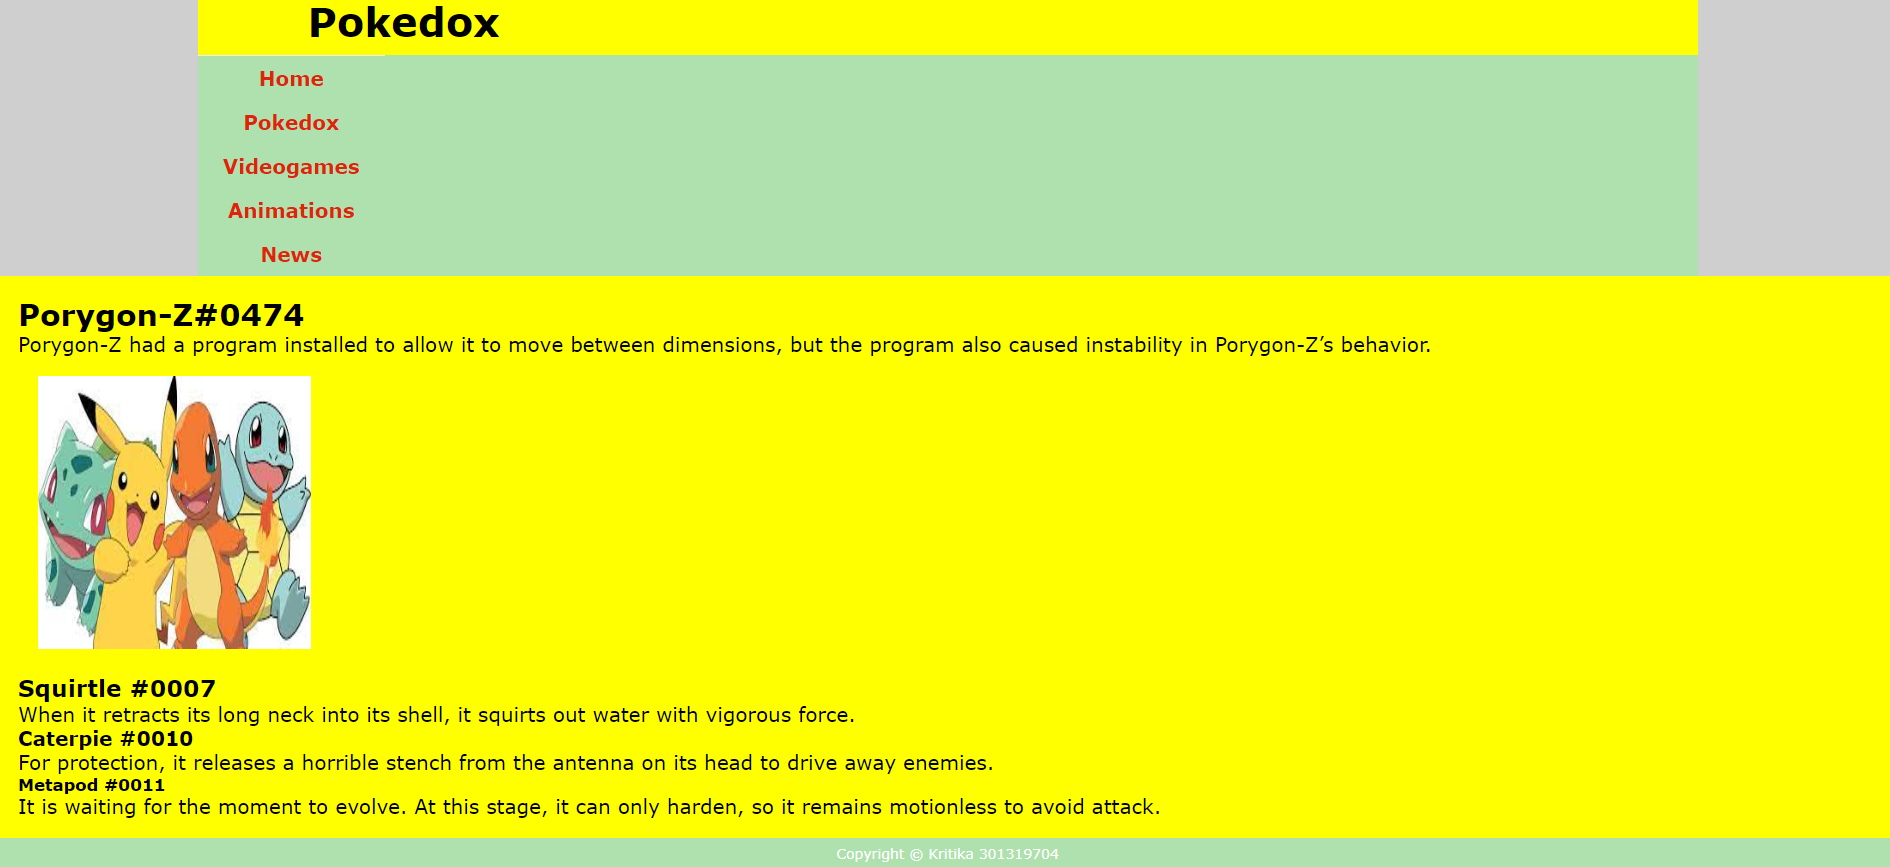 Pokedox
Home
Pokedox
Videogames
Animations
News
Porygon-Z#0474
Porygon-Z had a program installed to allow it to move between dimensions, but the program also caused instability in Porygon-Z’s behavior.
Squirtle #0007
When it retracts its long neck into its shell, it squirts out water with vigorous force.
Caterpie #0010
For protection, it releases a horrible stench from the antenna on its head to drive away enemies.
Metapod #0011
It is waiting for the moment to evolve. At this stage, it can only harden, so it remains motionless to avoid attack.
Copyright © Kritika 301319704